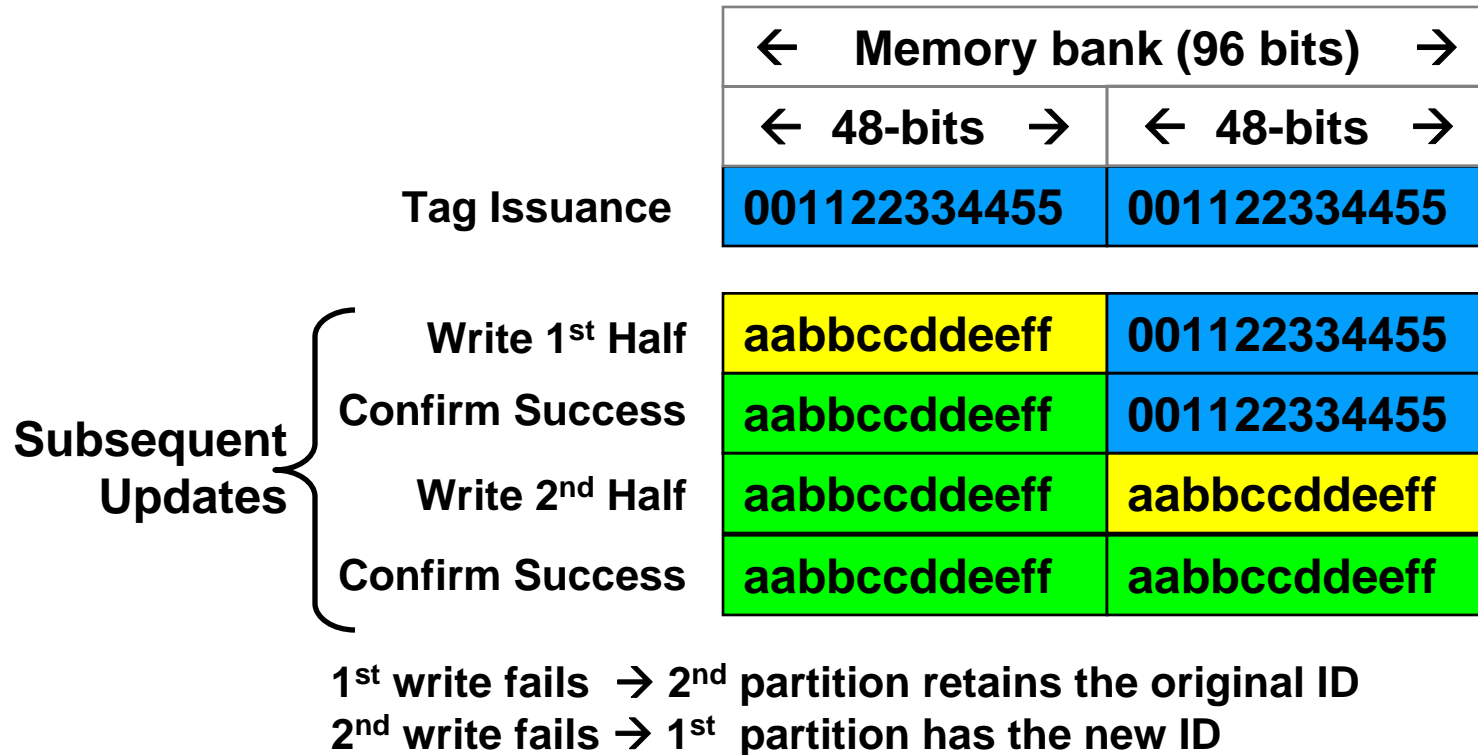 ← Memory bank (96 bits) →
← 48-bits → ← 48-bits →
Tag Issuance 001122334455 001122334455
Write 1st Half aabbccddeeff 001122334455
Confirm Success aabbccddeeff 001122334455
Subsequent
Updates
Write 2nd Half aabbccddeeff aabbccddeeff
Confirm Success aabbccddeeff aabbccddeeff
1st write fails → 2nd partition retains the original ID
2nd write fails → 1st partition has the new ID